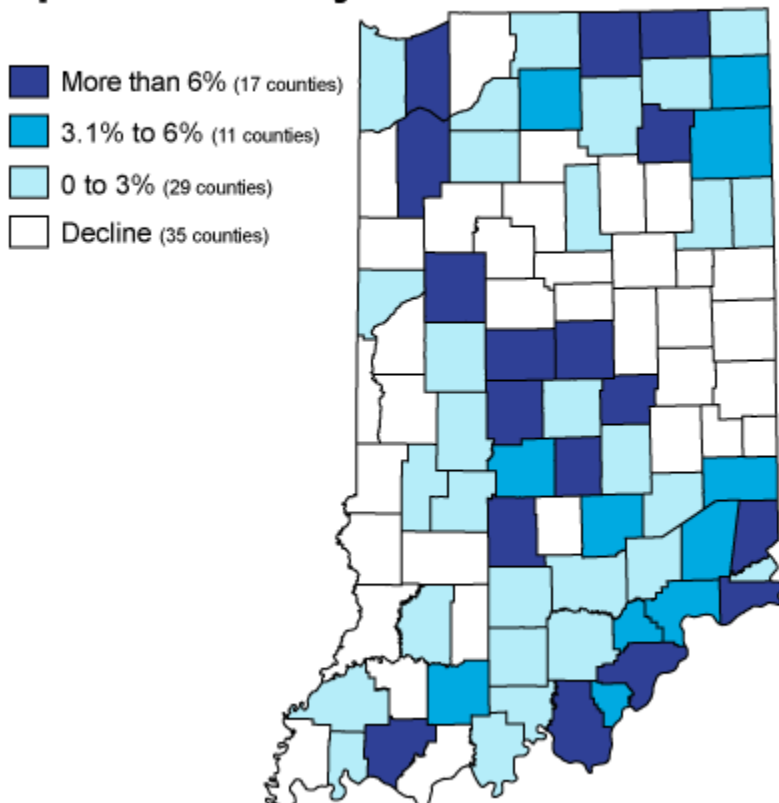 More than 6% (17 counties)
3.1% to 6% (11 counties)
0 to 3% (29 counties)
Decline (35 counties)